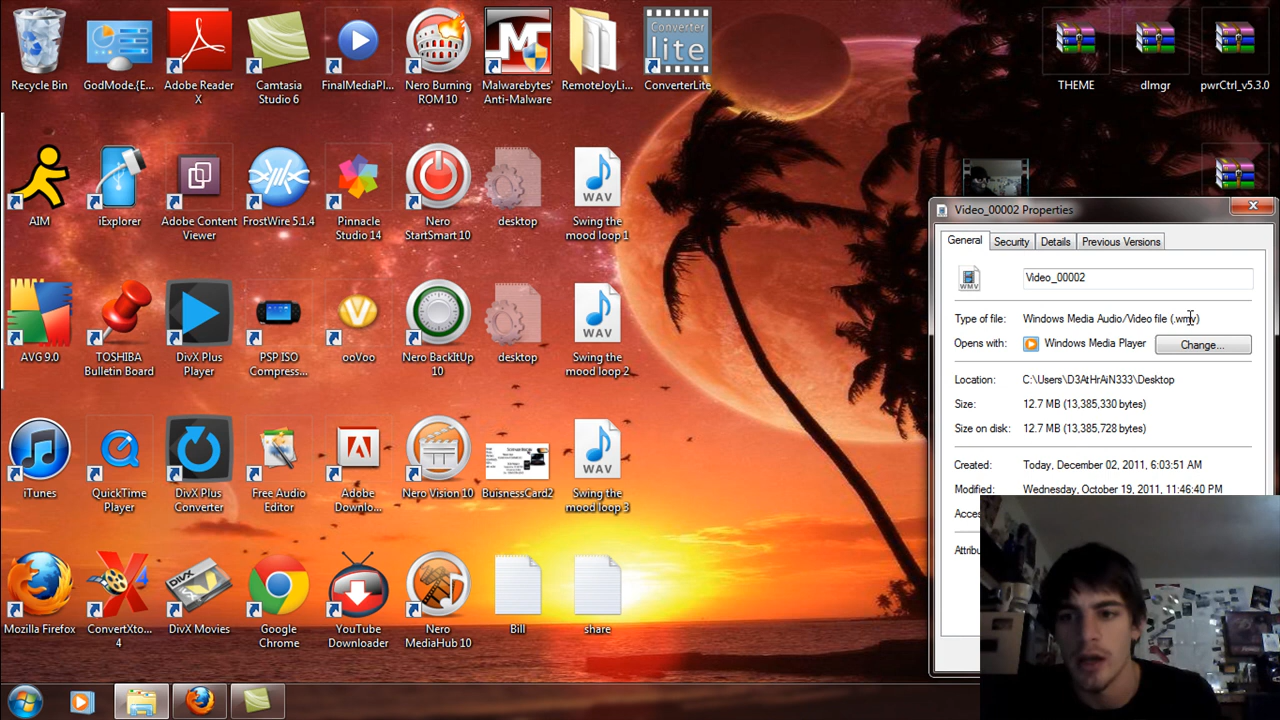 Recycle Bin
GodMode.{E...
Adobe Reader
X
Camtasia
Studio 6
FinalMediaPl...
Nero Burning
ROM 10
Malwarebytes'
Anti-Malware
RemoteJoyLi...
Converter
lite
ConverterLite
THEME
dlmgr
pwrCtrl_v5.3.0
AIM
iExplorer
Adobe Content
Viewer
FrostWire 5.1.4
Pinnacle
Studio 14
Nero
StartSmart 10
desktop
WAV
Swing the
mood loop 1
AVG 9.0
TOSHIBA
Bulletin Board
DivX Plus
Player
PSP ISO
Compress...
ooVoo
Nero BackItUp
10
desktop
WAV
Swing the
mood loop 2
iTunes
QuickTime
Player
DivX Plus
Converter
Free Audio
Editor
Adobe
Downlo...
Nero Vision 10
BuisnessCard2
WAV
Swing the
mood loop 3
Mozilla Firefox
ConvertXto...
4
DivX Movies
Google
Chrome
YouTube
Downloader
Nero
MediaHub 10
Bill
share
Video_00002 Properties
General
Security
Details
Previous Versions
WMV
Video_00002
Type of file:
Windows Media Audio/Video file (.wmv)
Opens with:
Windows Media Player
Change...
Location:
C:\Users\D3AtHrAiN333\Desktop
Size:
12.7 MB (13,385,330 bytes)
Size on disk:
12.7 MB (13,385,728 bytes)
Created:
Today, December 02, 2011, 6:03:51 AM
Modified:
Wednesday, October 19, 2011, 11:46:40 PM
Acces
Attribu